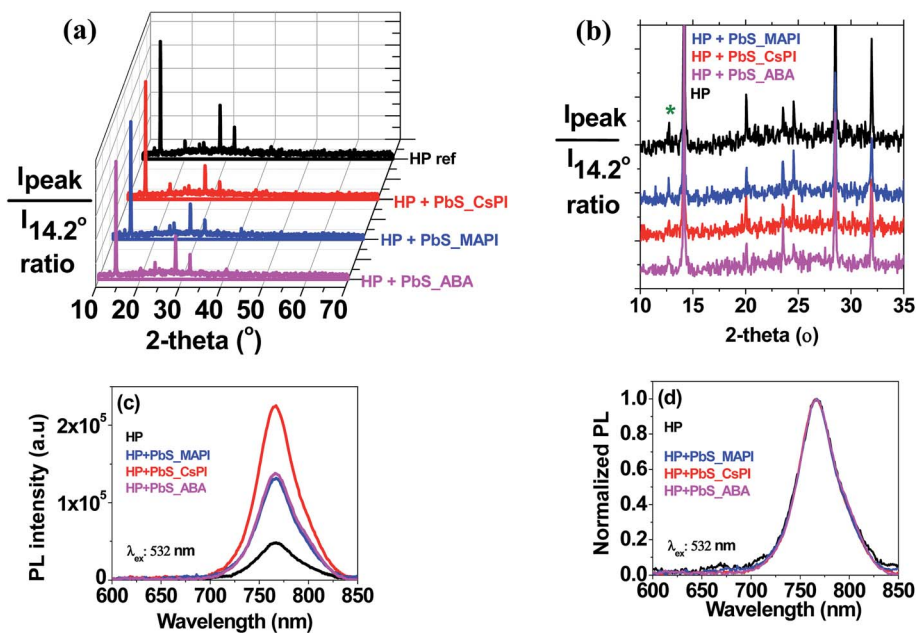 (a)
Ipeak
I14.2°
ratio
HP ref
HP + PbS_CsPI
HP + PbS_MAPI
HP + PbS_ABA
10 20 30 40 50 60 70
2-theta (°)
(b)
Ipeak
I14.2°
ratio
HP + PbS_MAPI
HP + PbS_CsPI
HP + PbS_ABA
HP
*
10 15 20 25 30 35
2-theta (o)
(c)
PL intensity (a.u)
2x10⁵
1x10⁵
0
HP
HP+PbS_MAPI
HP+PbS_CsPI
HP+PbS_ABA
λex: 532 nm
600 650 700 750 800 850
Wavelength (nm)
(d)
Normalized PL
1.0
0.8
0.6
0.4
0.2
0.0
HP
HP+PbS_MAPI
HP+PbS_CsPI
HP+PbS_ABA
λex: 532 nm
600 650 700 750 800 850
Wavelength (nm)